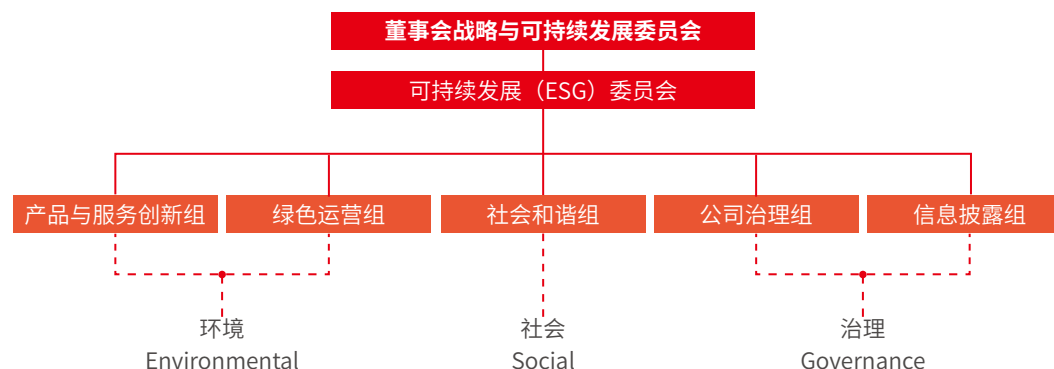 董事会战略与可持续发展委员会
可持续发展（ESG）委员会
产品与服务创新组
绿色运营组
社会和谐组
公司治理组
信息披露组
环境
Environmental
社会
Social
治理
Governance